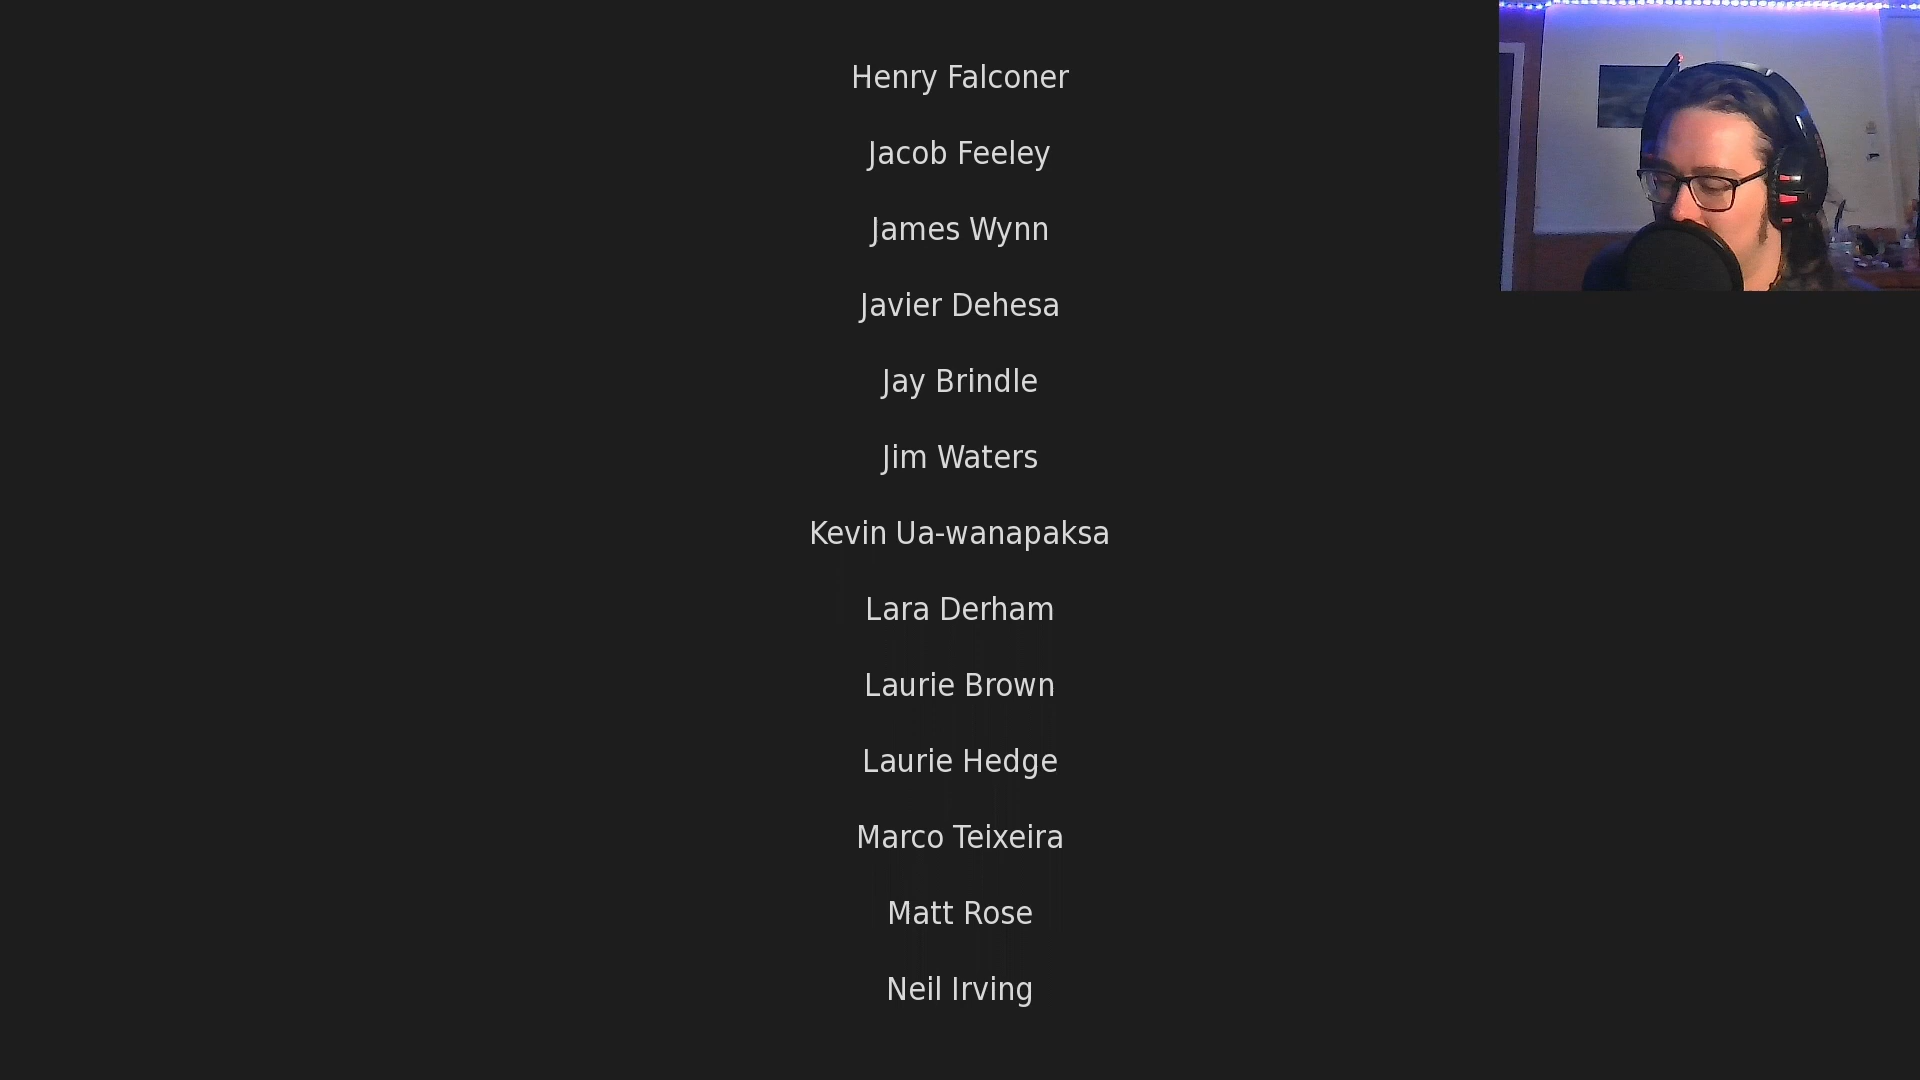 Henry Falconer
Jacob Feeley
James Wynn
Javier Dehesa
Jay Brindle
Jim Waters
Kevin Ua-wanapaksa
Lara Derham
Laurie Brown
Laurie Hedge
Marco Teixeira
Matt Rose
Neil Irving